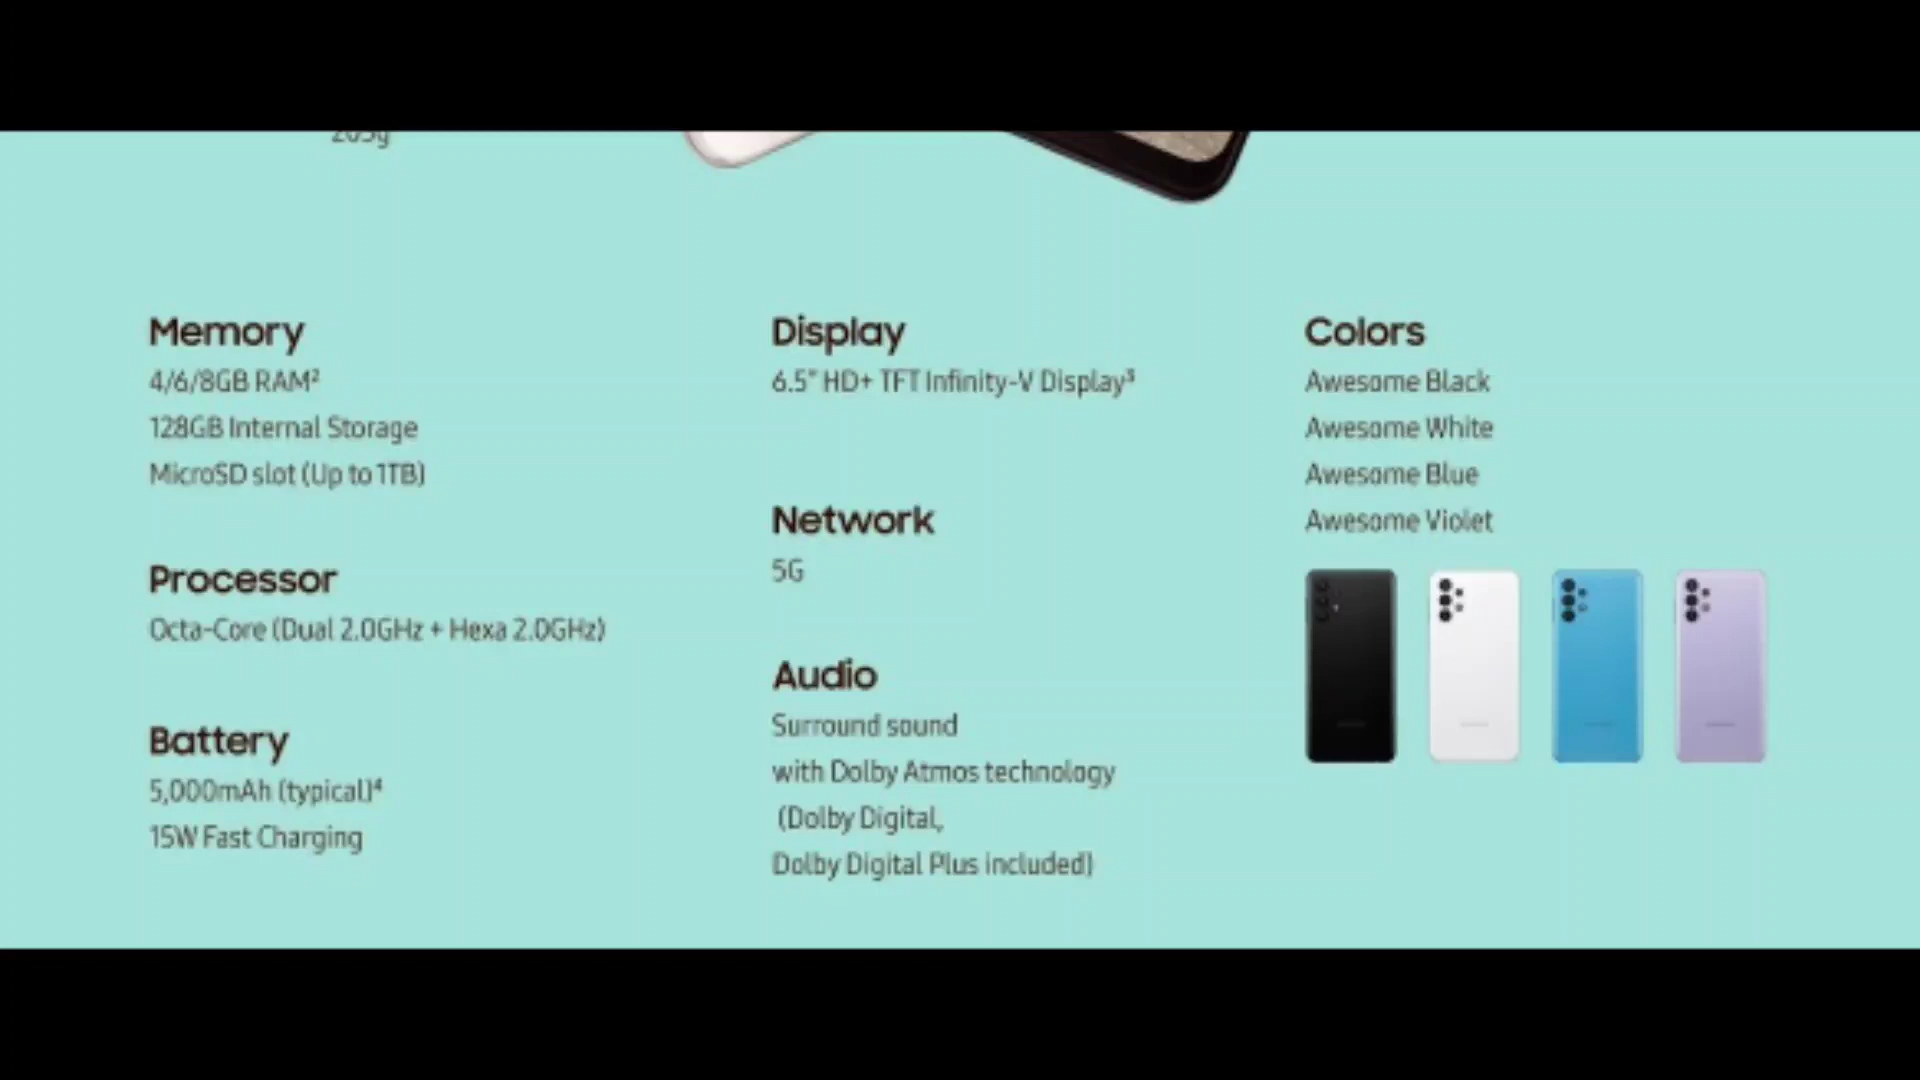 205g
Memory
4/6/8GB RAM²
128GB Internal Storage
MicroSD slot (Up to 1TB)
Processor
Octa-Core (Dual 2.0GHz + Hexa 2.0GHz)
Battery
5,000mAh (typical)⁴
15W Fast Charging
Display
6.5" HD+ TFT Infinity-V Display³
Network
5G
Audio
Surround sound
with Dolby Atmos technology
(Dolby Digital,
Dolby Digital Plus included)
Colors
Awesome Black
Awesome White
Awesome Blue
Awesome Violet